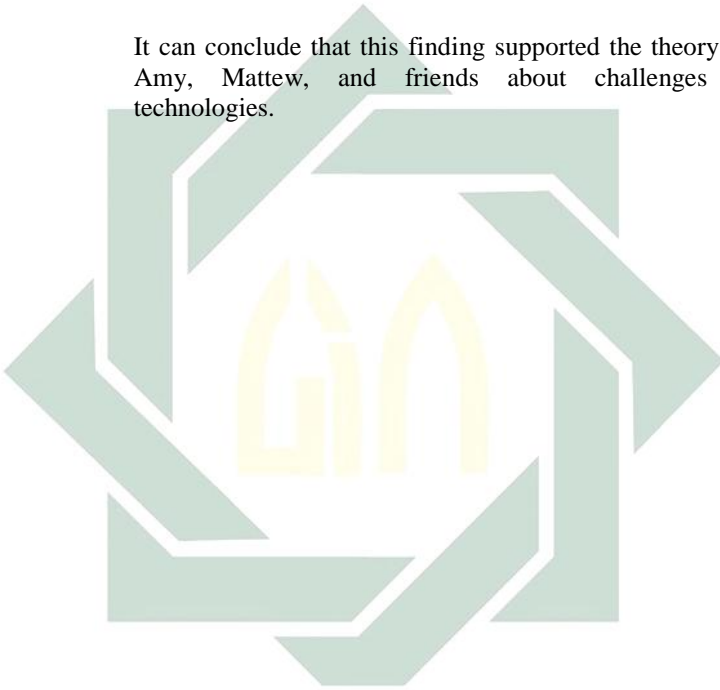 It can conclude that this finding supported the theory
Amy, Mattew, and friends about challenges
technologies.